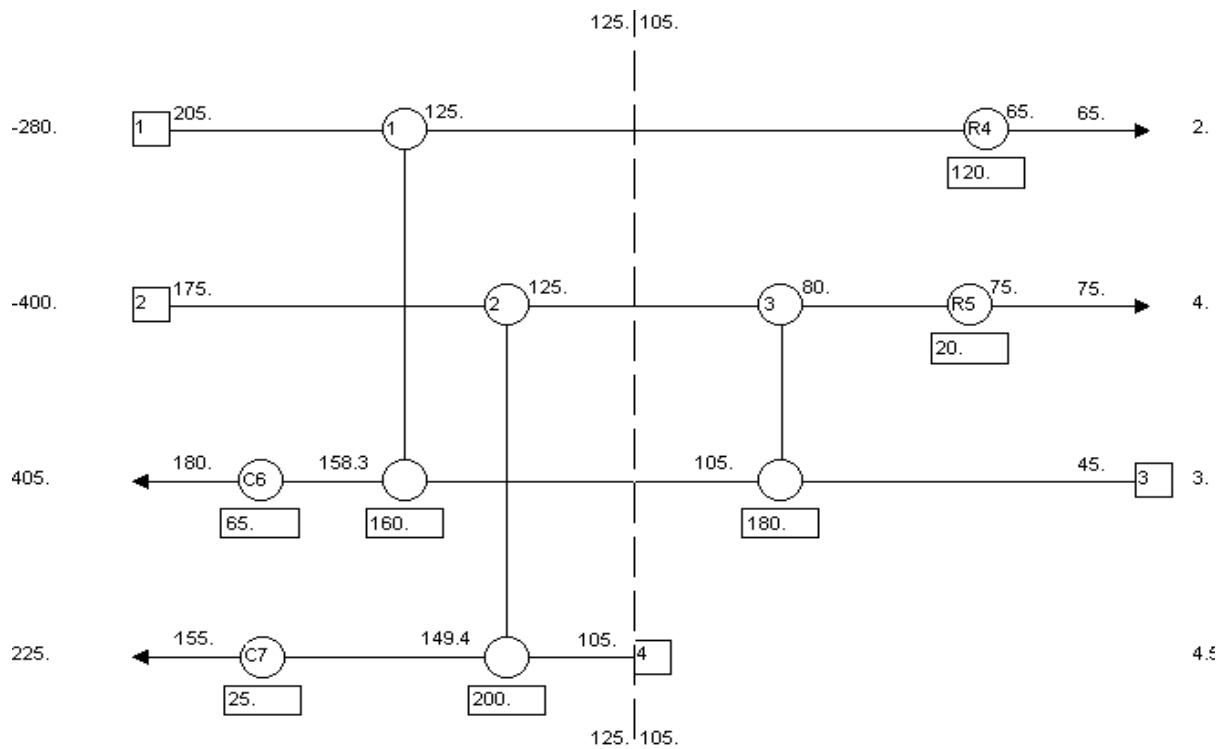 125. 105.
-280. 1 205. 1 125. R4 65. 65. 2.
120.
-400. 2 175. 2 125. 3 80. R5 75. 75. 4.
20.
405. 180. C6 158.3 105. 45. 3 3.
65. 160. 180.
225. 155. C7 149.4 105. 4 4.5
25. 200.
125. 105.